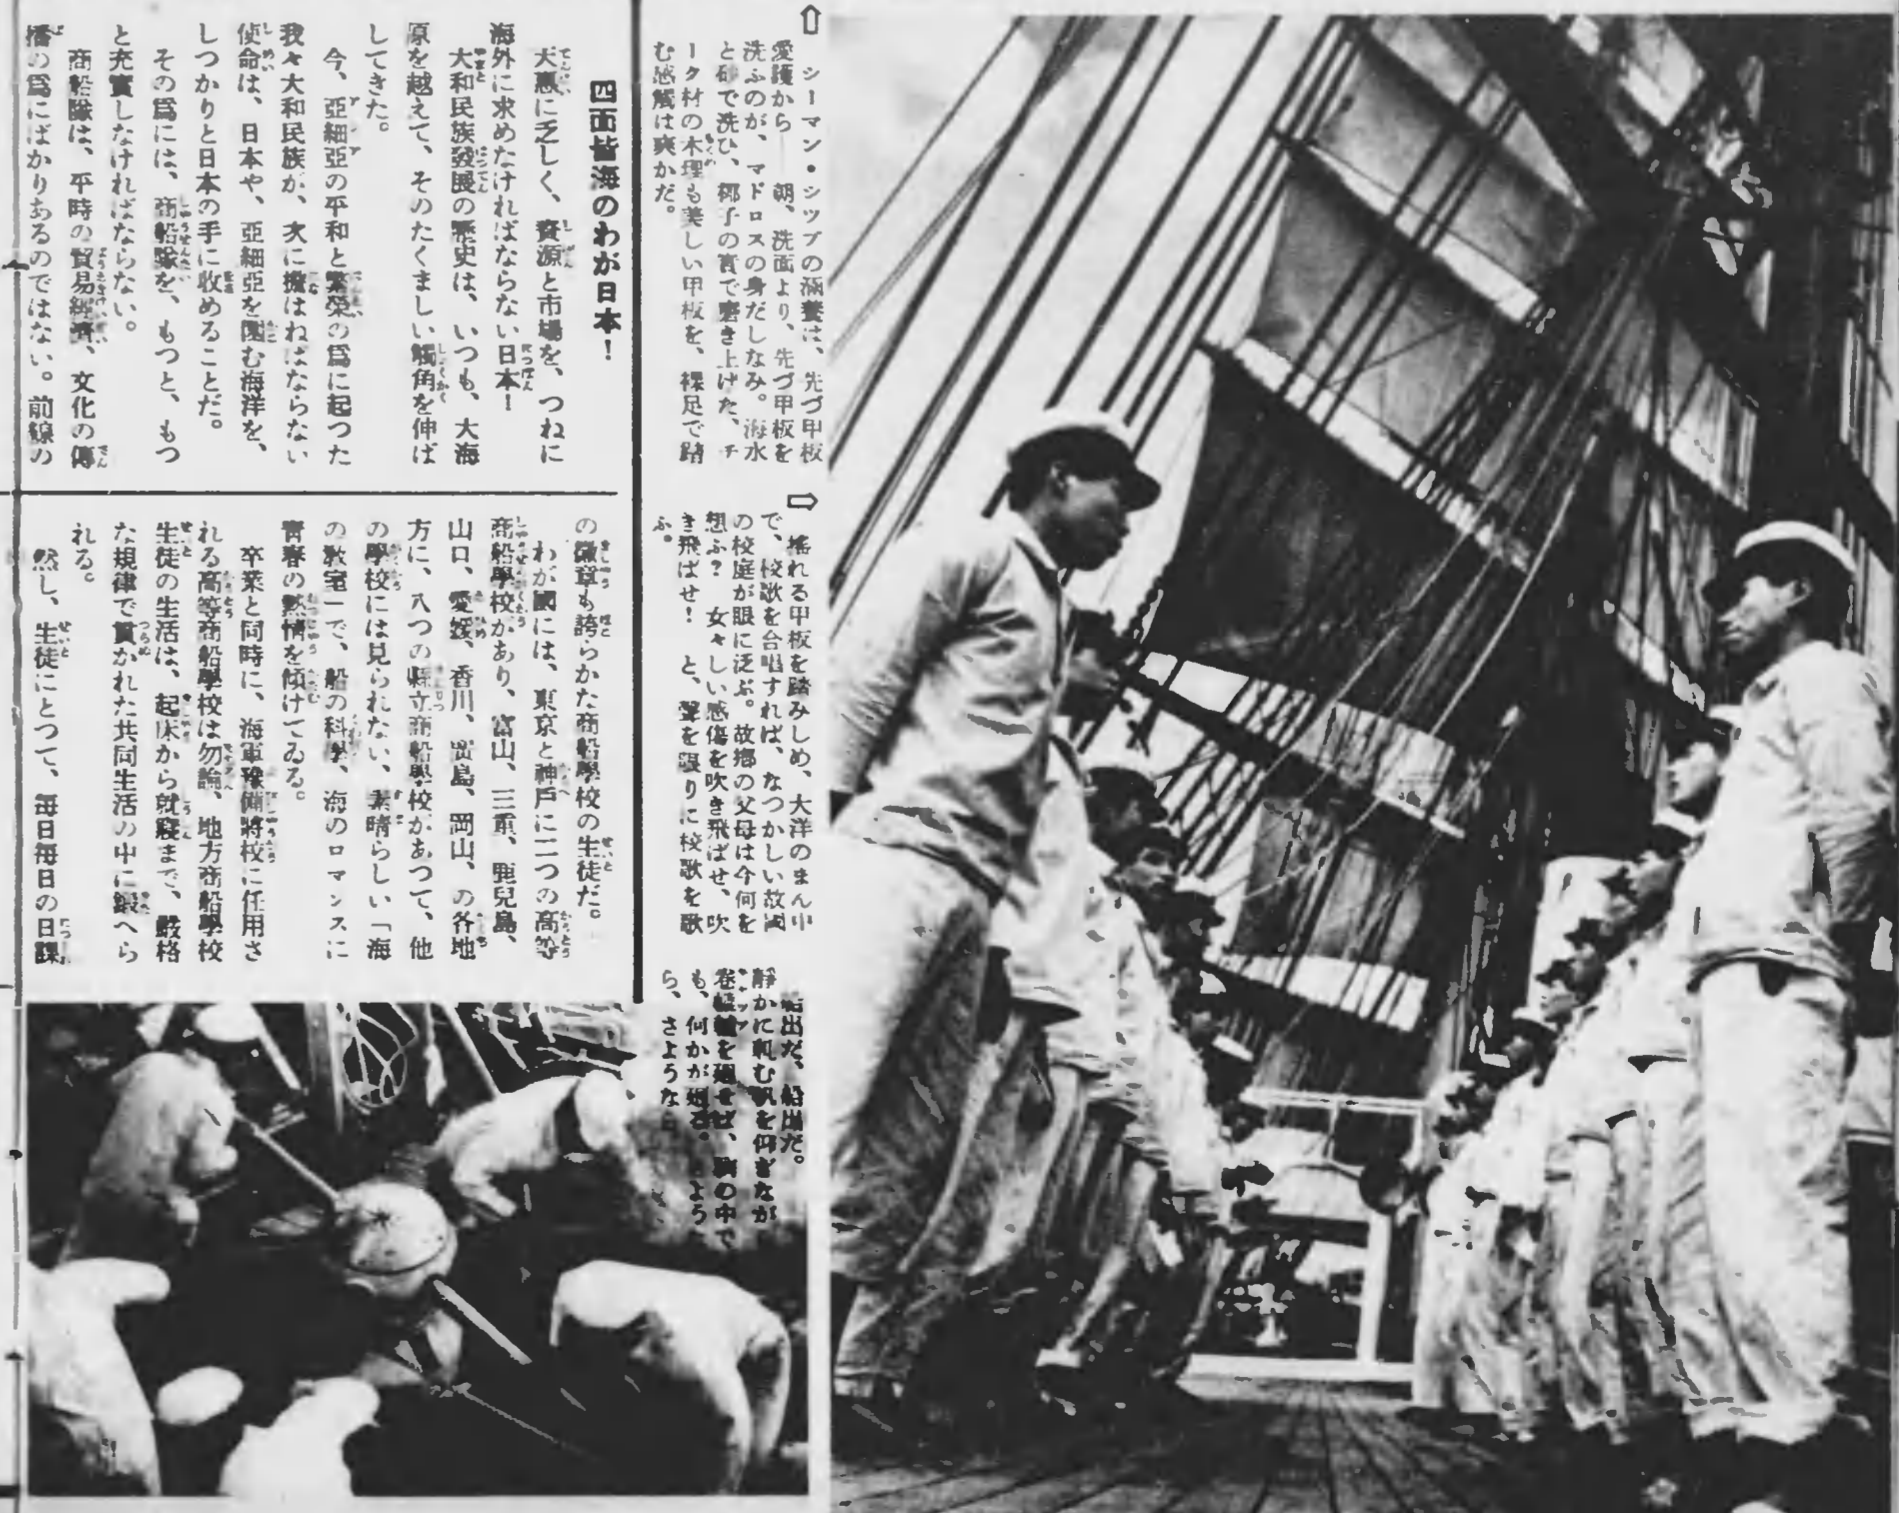 シーマン・シツプの涵養は、先づ甲板
愛護から——朝、洗面より、先づ甲板を
洗ふのが、マドロスの身だしなみ。海水
と砂で洗ひ、椰子の實で磨き上げた、チ
ーク材の木理も美しい甲板を、裸足で踏
む感觸は爽かだ。
搖れる甲板を踏みしめ、大洋のまん中
で、校歌を合唱すれば、なつかしい故國
の校庭が眼に泛ぶ。故鄕の父母は今何を
想ふ? 女々しい感傷を吹き飛ばせ、吹
き飛ばせ! と、聲を限りに校歌を歌
ふ。
船出だ、船出だ。
靜かに軋む帆を仰ぎなが
を廻せば、胸の中で
も、何かが廻る。さよう
ら、さようなら
四面皆海のわが日本!
天惠に乏しく、資源と市場を、つねに
海外に求めなければならない日本!
大和民族發展の歷史は、いつも、大海
原を越えて、そのたくましい觸角を伸ば
してきた。
今、亞細亞の平和と繁榮の爲に起つた
我々大和民族が、次に擔はねばならない
使命は、日本や、亞細亞を圍む海洋を、
しつかりと日本の手に收めることだ。
その爲には、商船隊を、もつと、もつ
と充實しなければならない。
商船隊は、平時の貿易經濟、文化の傳
播の爲にばかりあるのではない。前線の
の徽章も誇らかた商船學校の生徒だ。
わが國には、東京と神戶に二つの高等
商船學校があり、富山、三重、鹿兒島、
山口、愛媛、香川、廣島、岡山、の各地
方に、八つの縣立商船學校があつて、他
の學校には見られない、素晴らしい「海
の敎室」で、船の科學、海のロマンスに
靑春の熱情を傾けてゐる。
卒業と同時に、海軍豫備將校に任用さ
れる高等商船學校は勿論、地方商船學校
生徒の生活は、起床から就寢まで、嚴格
な規律で貫かれた共同生活の中に鍛へら
れる。
然し、生徒にとつて、每日每日の日課